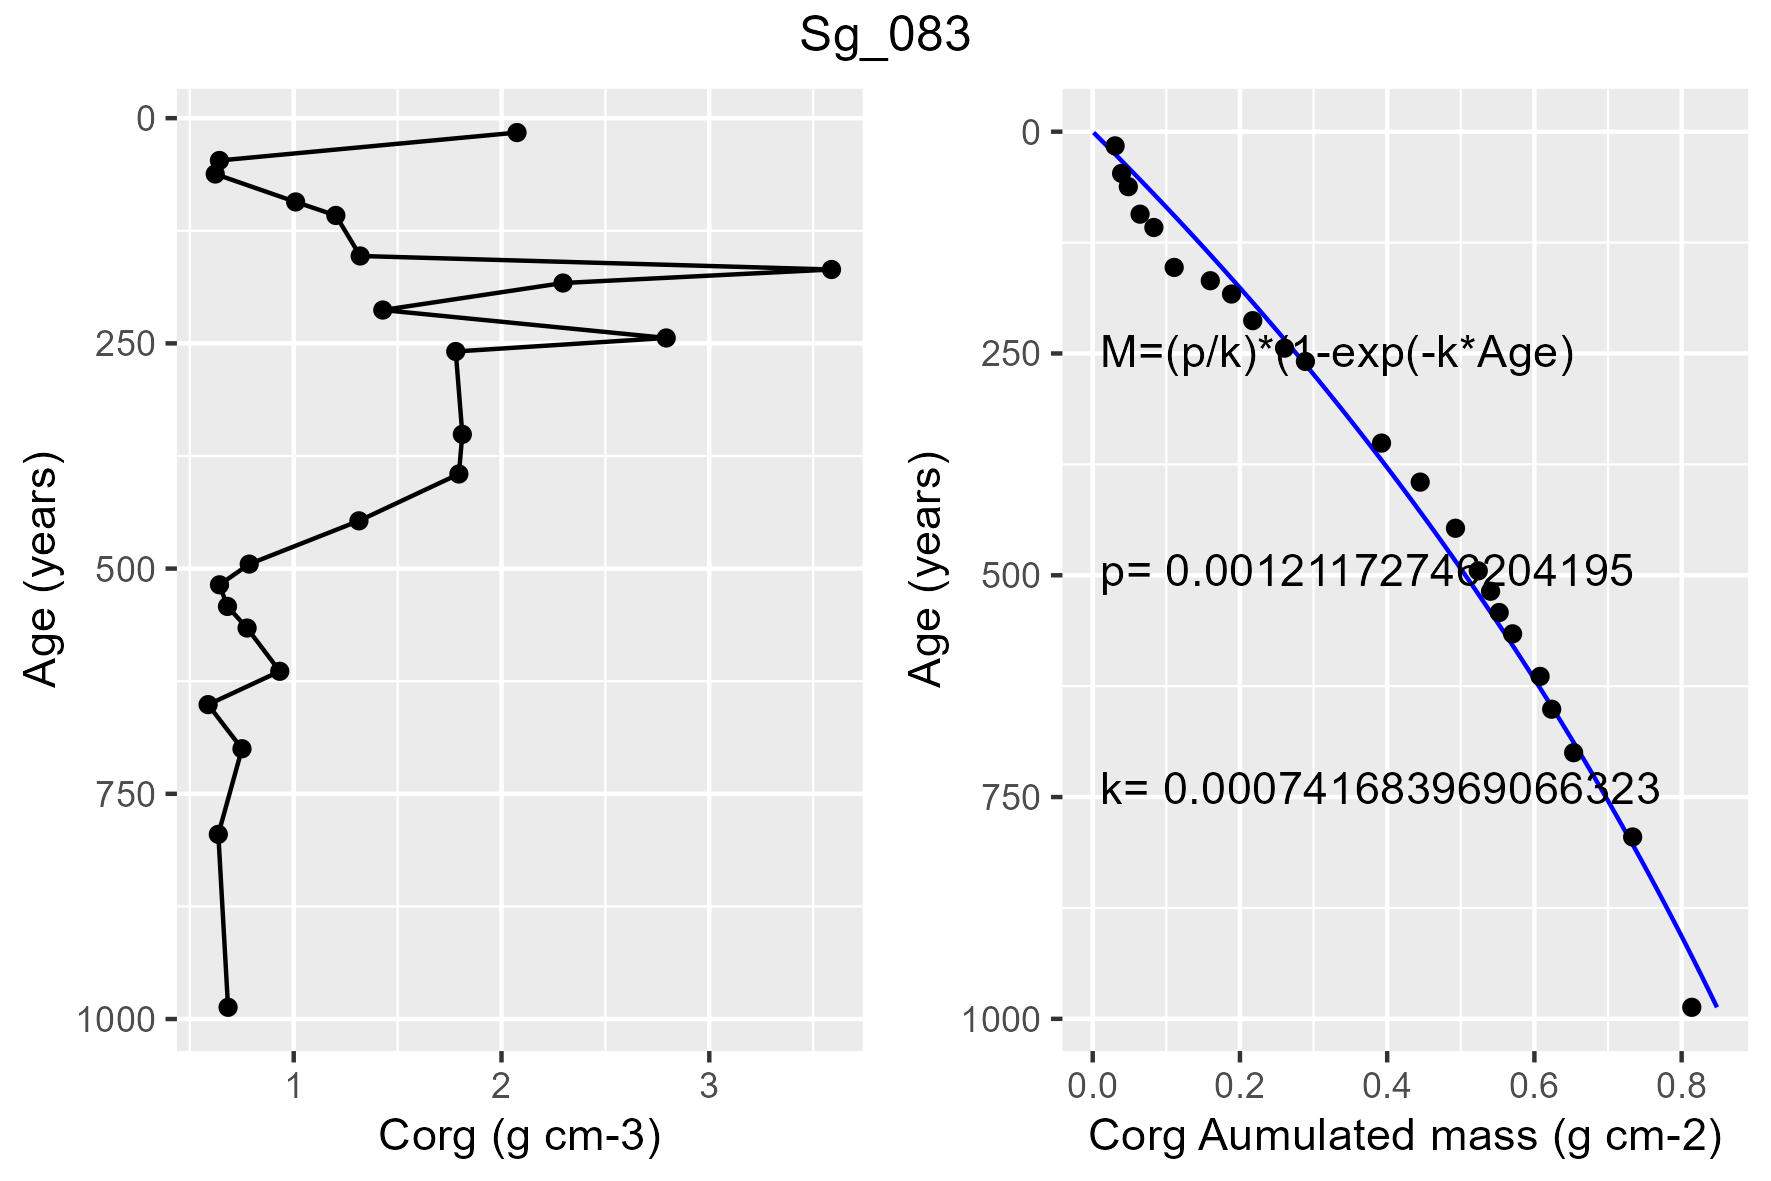 Sg_083
0
250
500
750
1000
Age (years)
1 2 3
Corg (g cm-3)
0
250
500
750
1000
Age (years)
M=(p/k)*(1-exp(-k*Age)
p= 0.00121172746204195
k= 0.000741683969066323
0.0 0.2 0.4 0.6 0.8
Corg Aumulated mass (g cm-2)